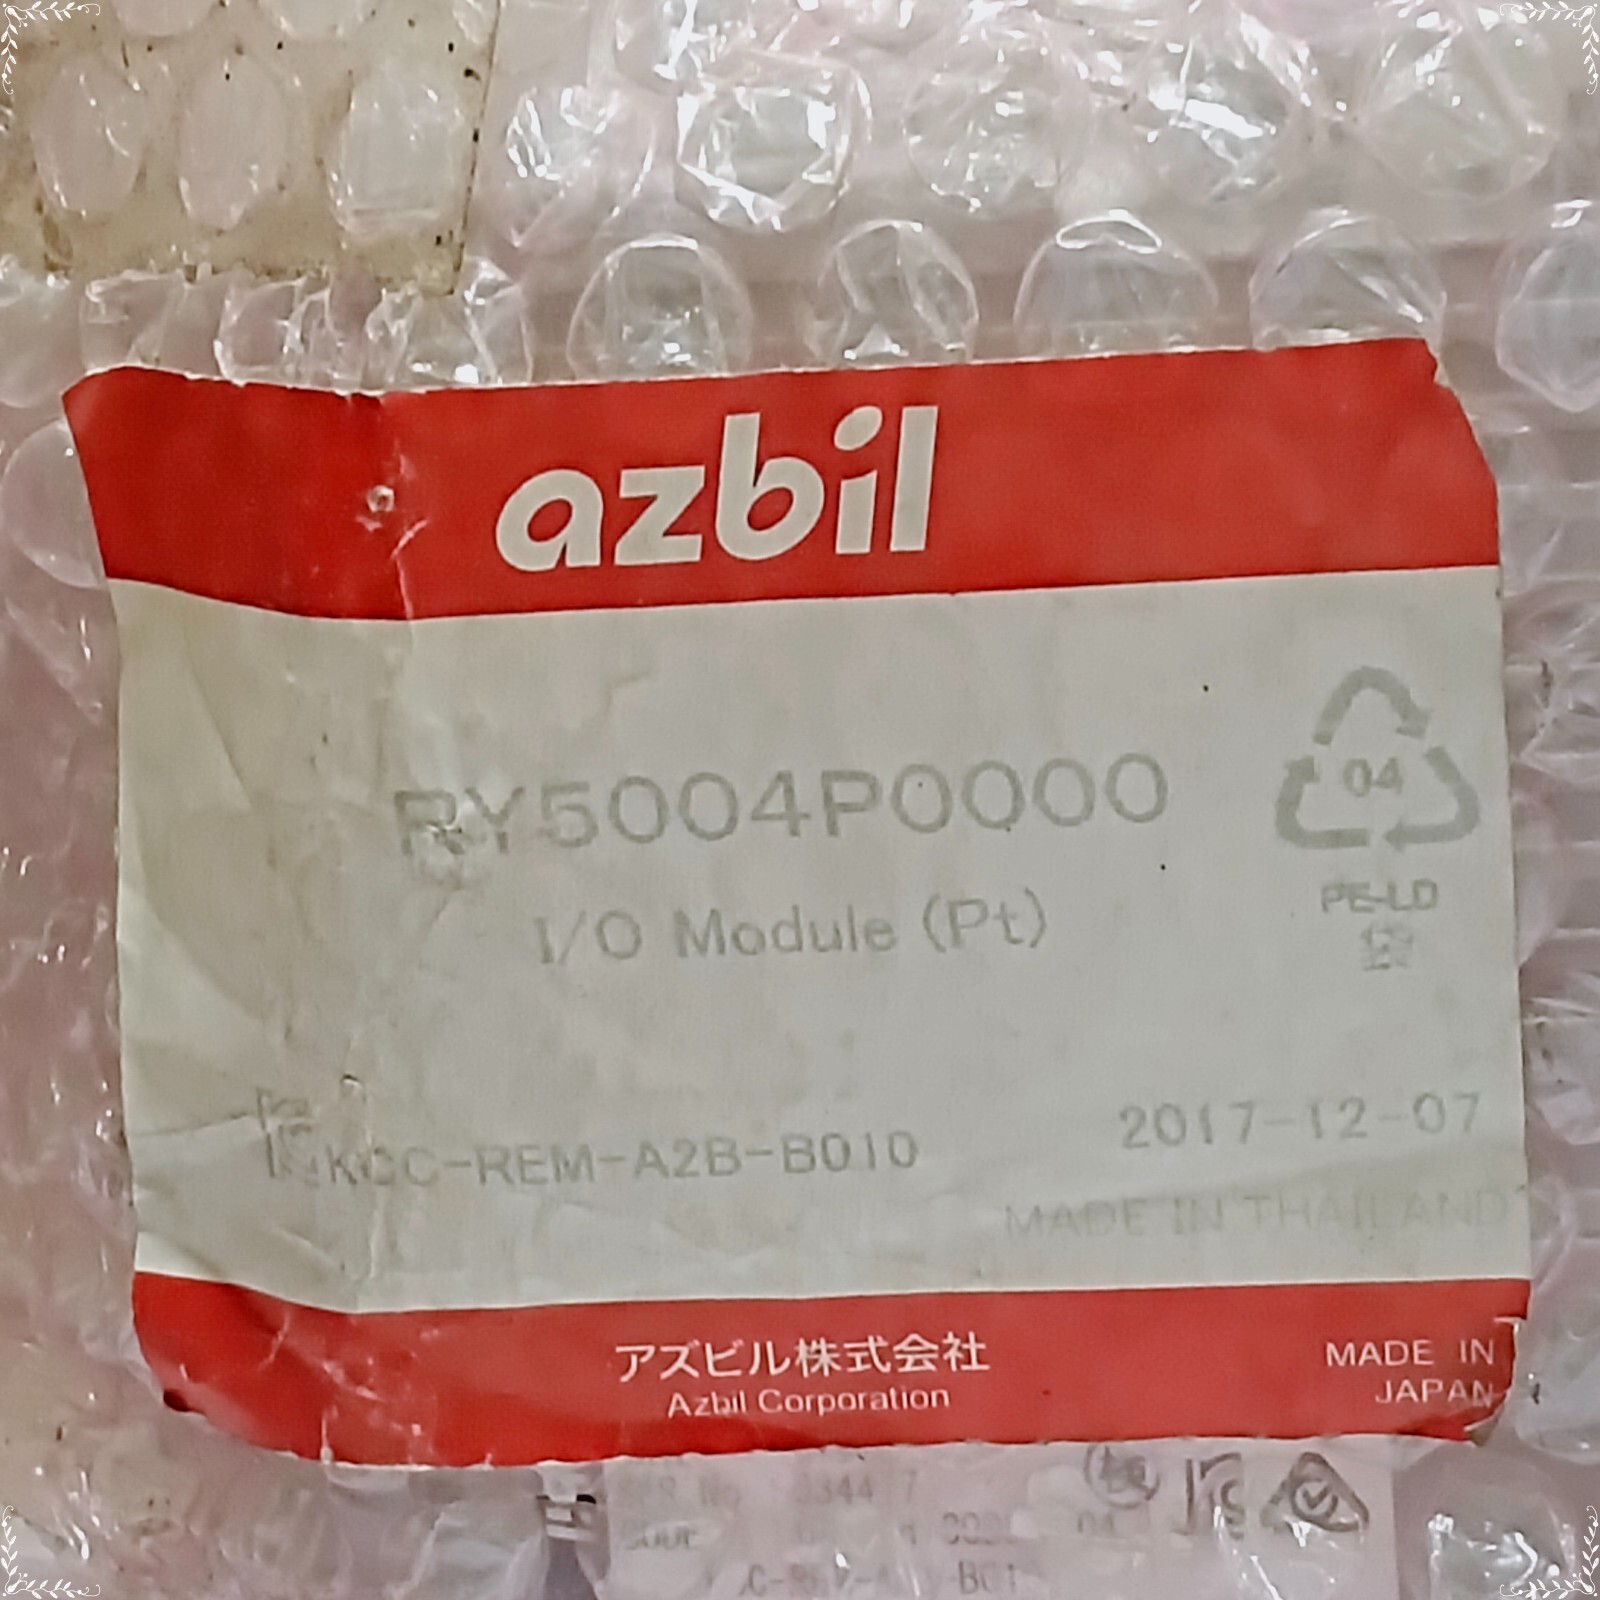 azbil
RY5004P0000
04
I/O Module (Pt)
PE-LD
KCC-REM-A2B-B010
2017-12-07
MADE IN THAILAND
アズビル株式会社
Azbil Corporation
MADE IN
JAPAN